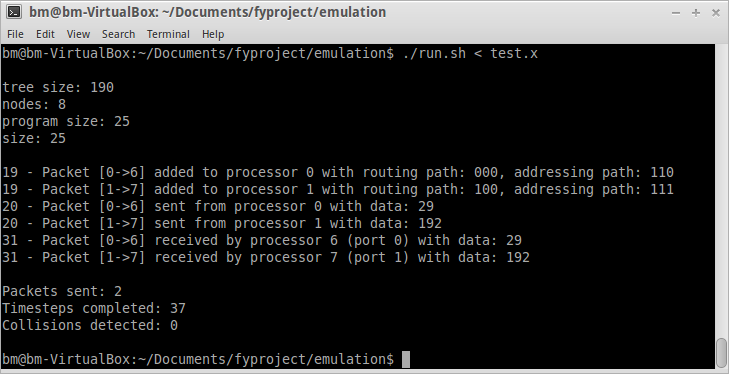 bm@bm-VirtualBox: ~/Documents/fyproject/emulation
File Edit View Search Terminal Help
bm@bm-VirtualBox:~/Documents/fyproject/emulation$ ./run.sh < test.x
tree size: 190
nodes: 8
program size: 25
size: 25
19 - Packet [0->6] added to processor 0 with routing path: 000, addressing path: 110
19 - Packet [1->7] added to processor 1 with routing path: 100, addressing path: 111
20 - Packet [0->6] sent from processor 0 with data: 29
20 - Packet [1->7] sent from processor 1 with data: 192
31 - Packet [0->6] received by processor 6 (port 0) with data: 29
31 - Packet [1->7] received by processor 7 (port 1) with data: 192
Packets sent: 2
Timesteps completed: 37
Collisions detected: 0
bm@bm-VirtualBox:~/Documents/fyproject/emulation$